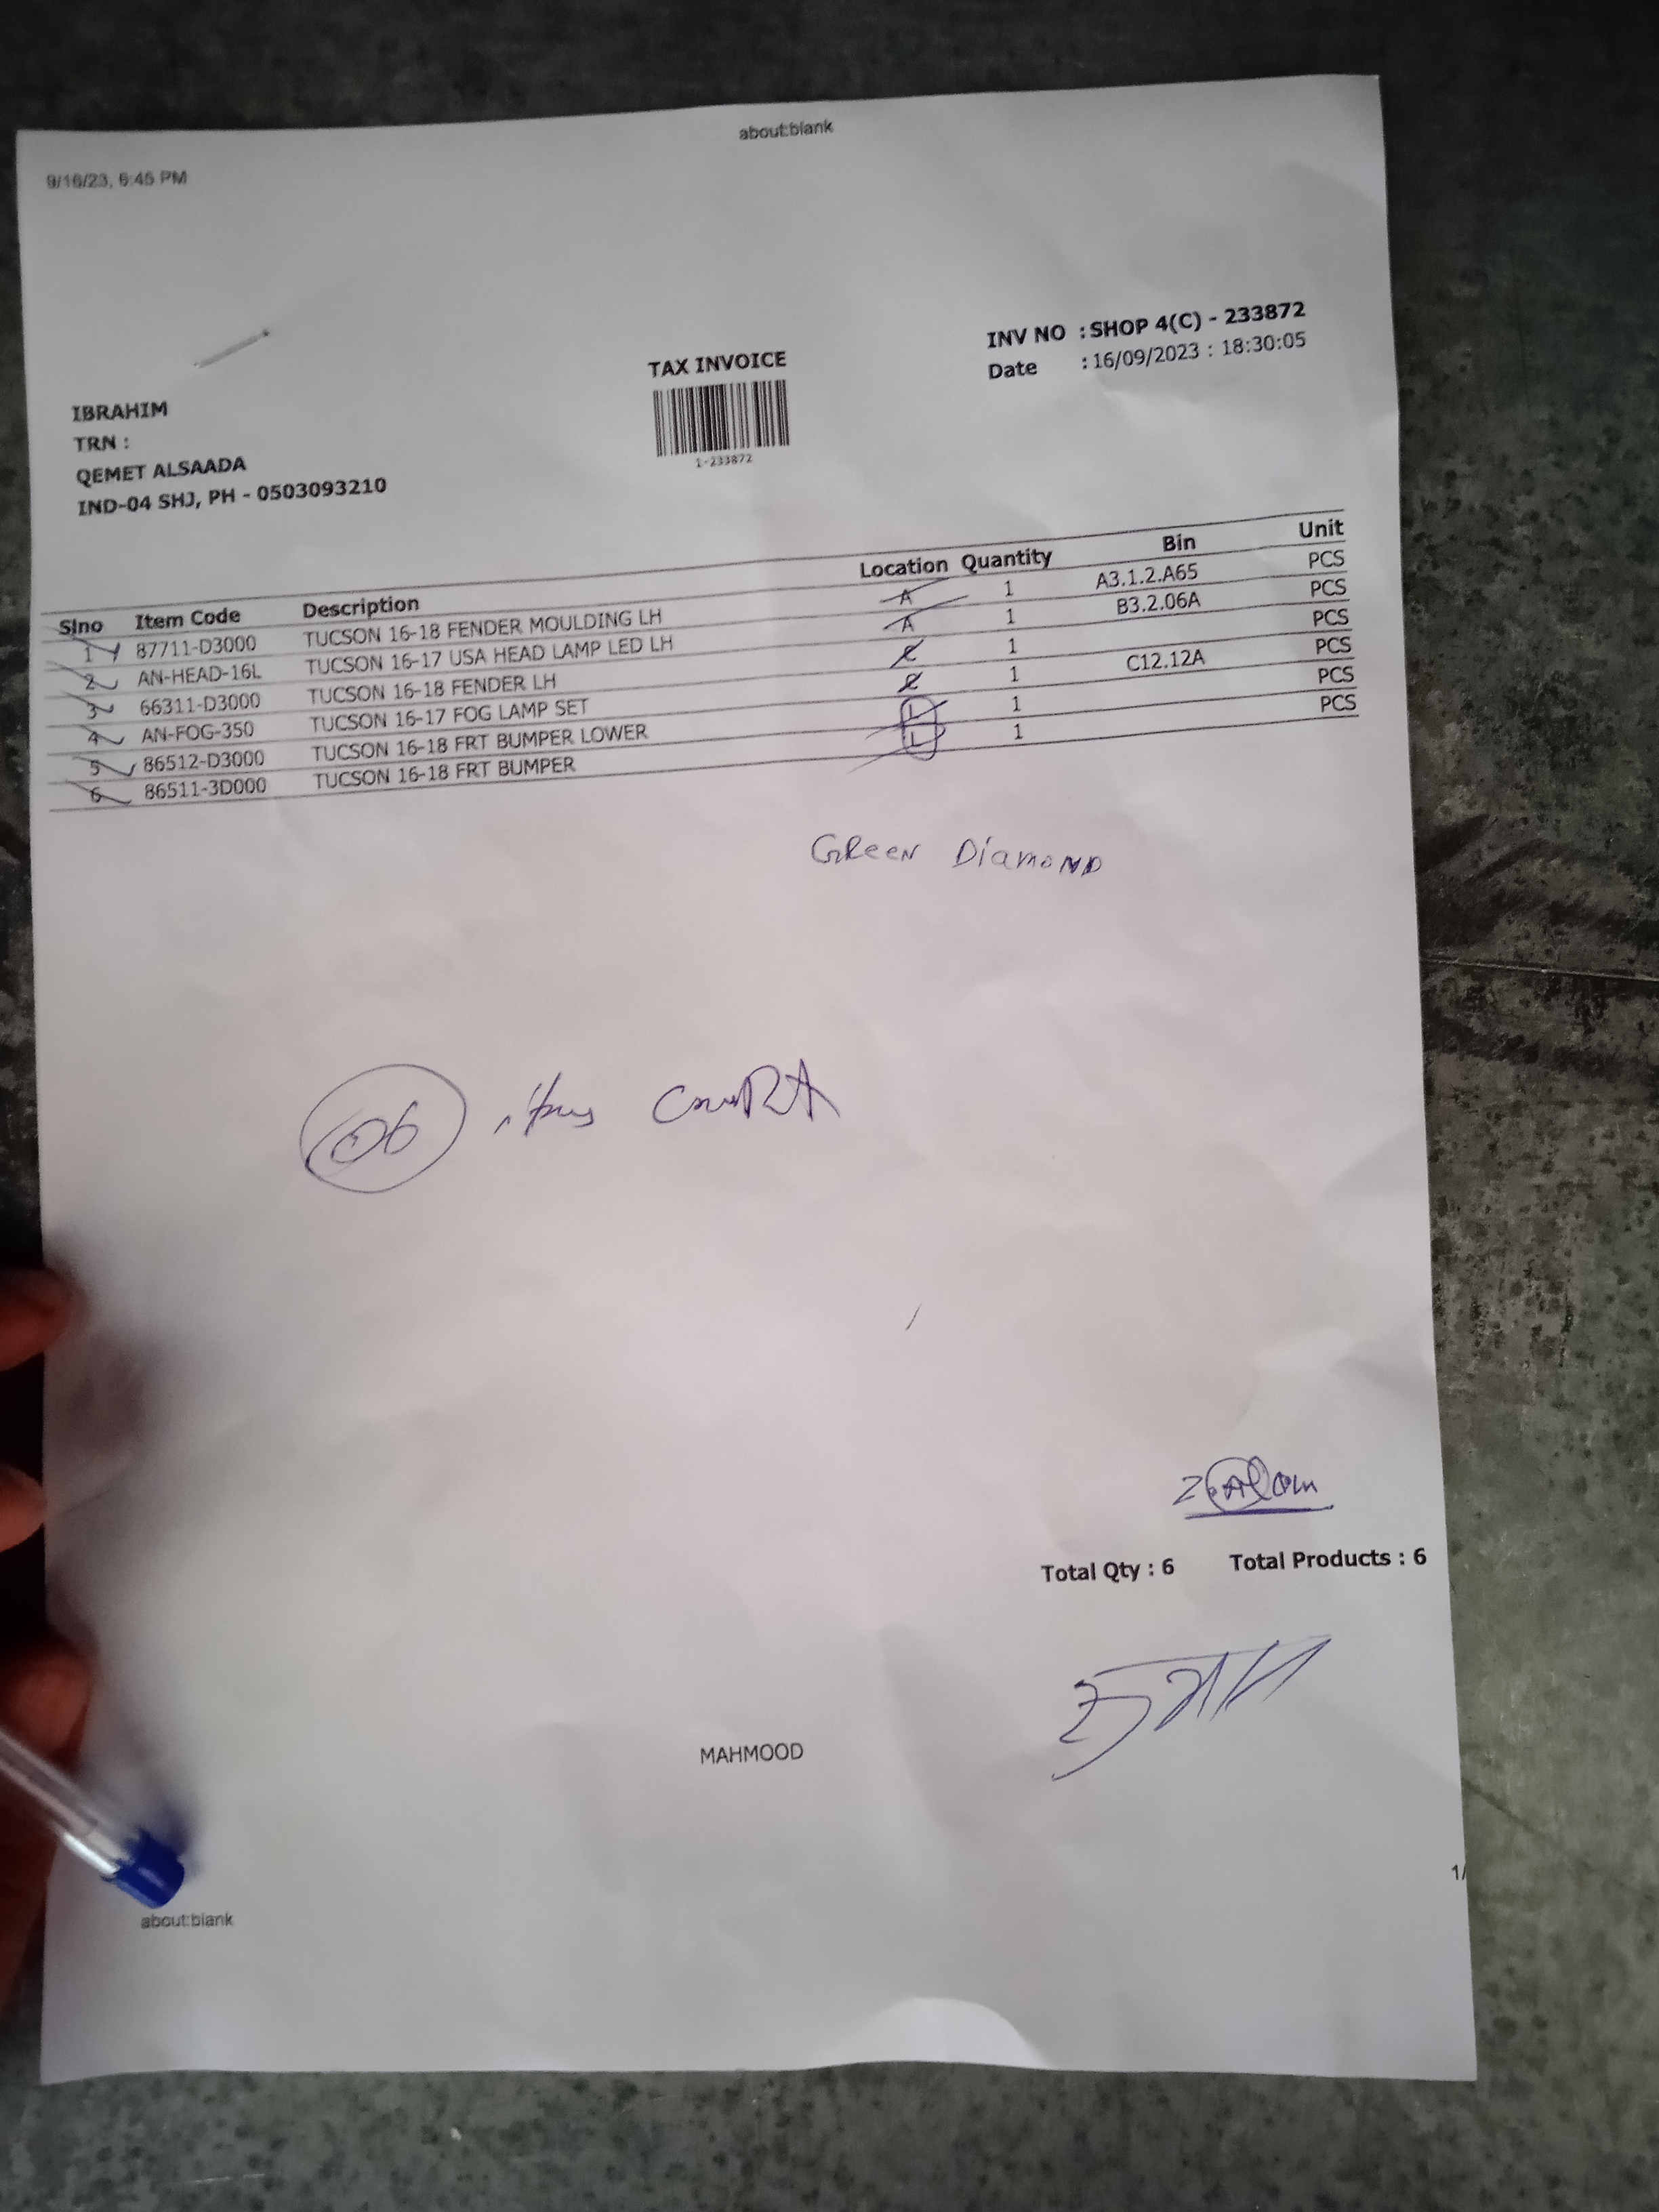 about:blank
9/16/23, 6:45 PM
INV NO : SHOP 4(C) - 233872
Date : 16/09/2023 : 18:30:05
TAX INVOICE
1-233872
IBRAHIM
TRN :
QEMET ALSAADA
IND-04 SHJ, PH - 0503093210
Slno Item Code Description Location Quantity Bin Unit
1 87711-D3000 TUCSON 16-18 FENDER MOULDING LH A 1 A3.1.2.A65 PCS
2 AN-HEAD-16L TUCSON 16-17 USA HEAD LAMP LED LH A 1 B3.2.06A PCS
3 66311-D3000 TUCSON 16-18 FENDER LH 1 PCS
4 AN-FOG-350 TUCSON 16-17 FOG LAMP SET 1 C12.12A PCS
5 86512-D3000 TUCSON 16-18 FRT BUMPER LOWER L 1 PCS
6 86511-3D000 TUCSON 16-18 FRT BUMPER L 1 PCS
GReen Diamond
06
Total Qty : 6 Total Products : 6
MAHMOOD
1/
about:blank